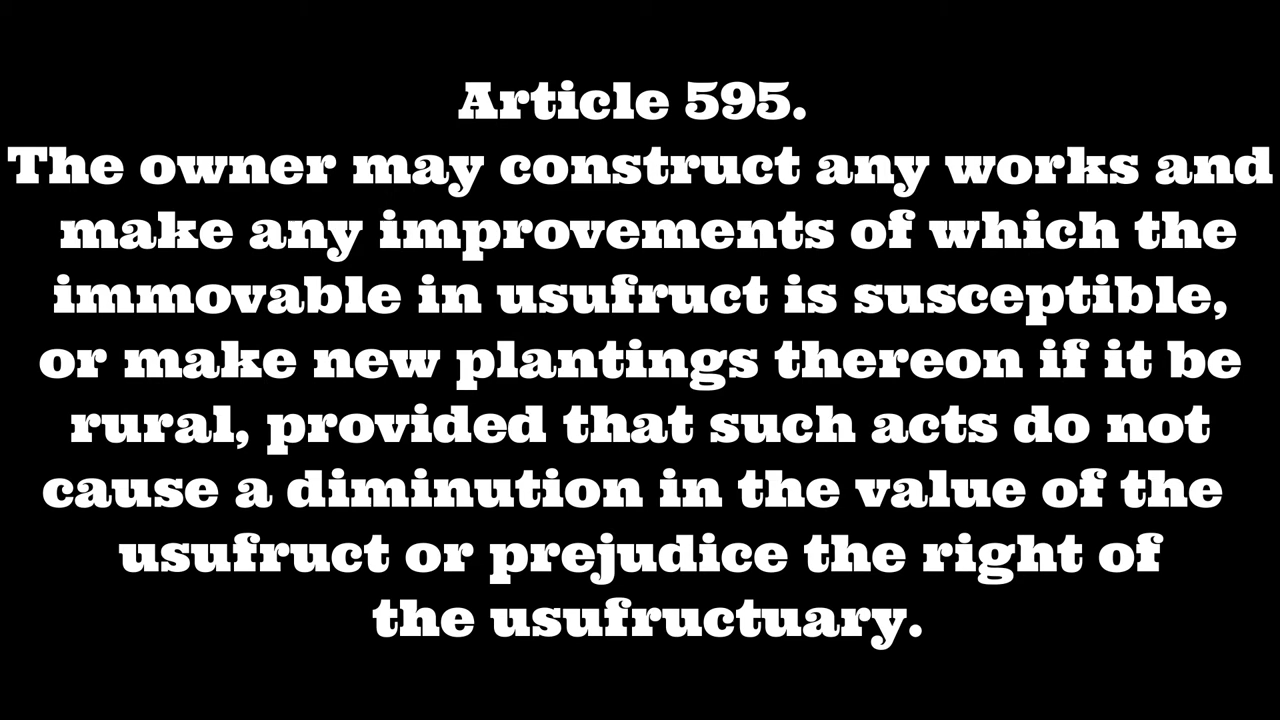 Article 595.
The owner may construct any works and
make any improvements of which the
immovable in usufruct is susceptible,
or make new plantings thereon if it be
rural, provided that such acts do not
cause a diminution in the value of the
usufruct or prejudice the right of
the usufructuary.